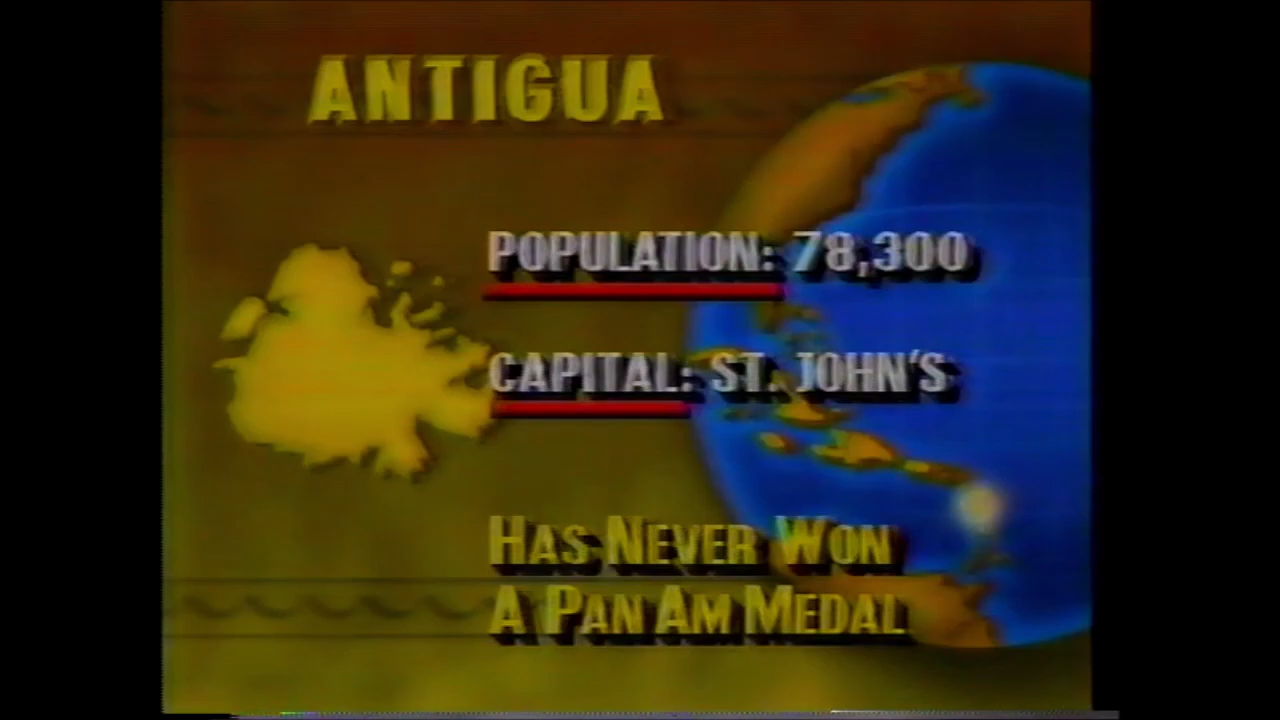 ANTIGUA
POPULATION: 78,300
CAPITAL: ST. JOHN'S
HAS NEVER WON
A PAN AM MEDAL